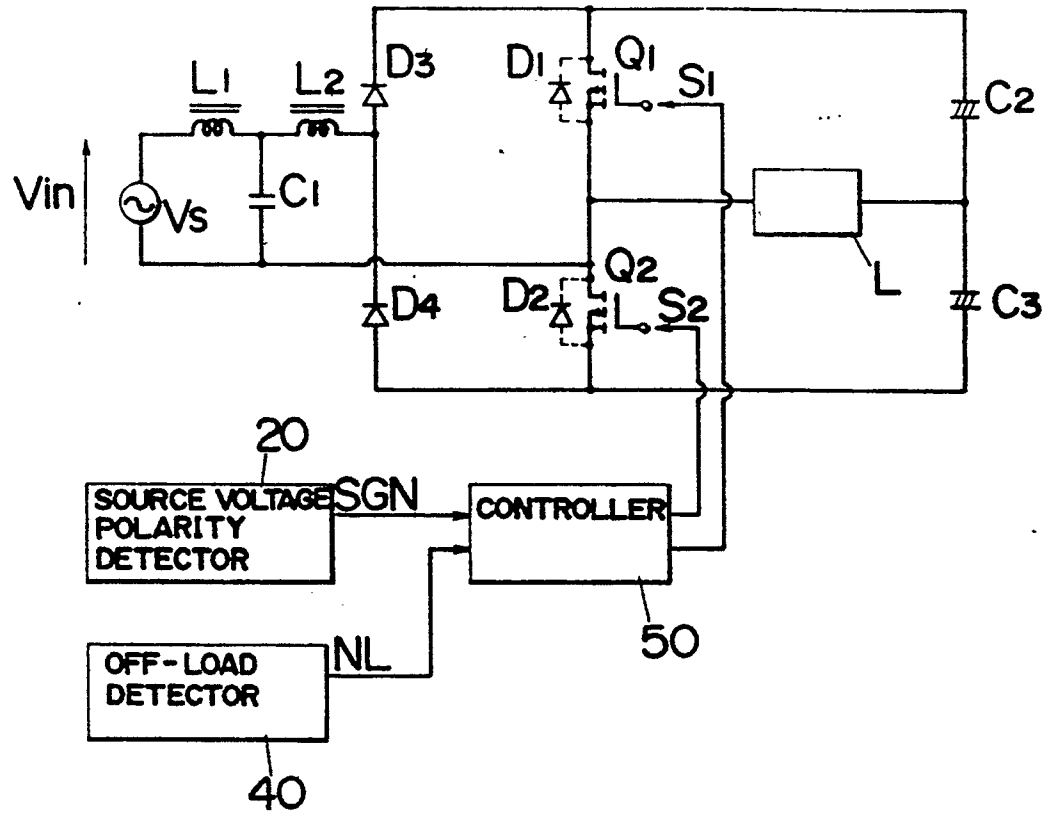 D3
D1
Q1
S1
L1
L2
C2
Vin
Vs
C1
L
Q2
D4
D2
S2
C3
20
SOURCE VOLTAGE
POLARITY
DETECTOR
SGN
CONTROLLER
50
OFF-LOAD
DETECTOR
NL
40